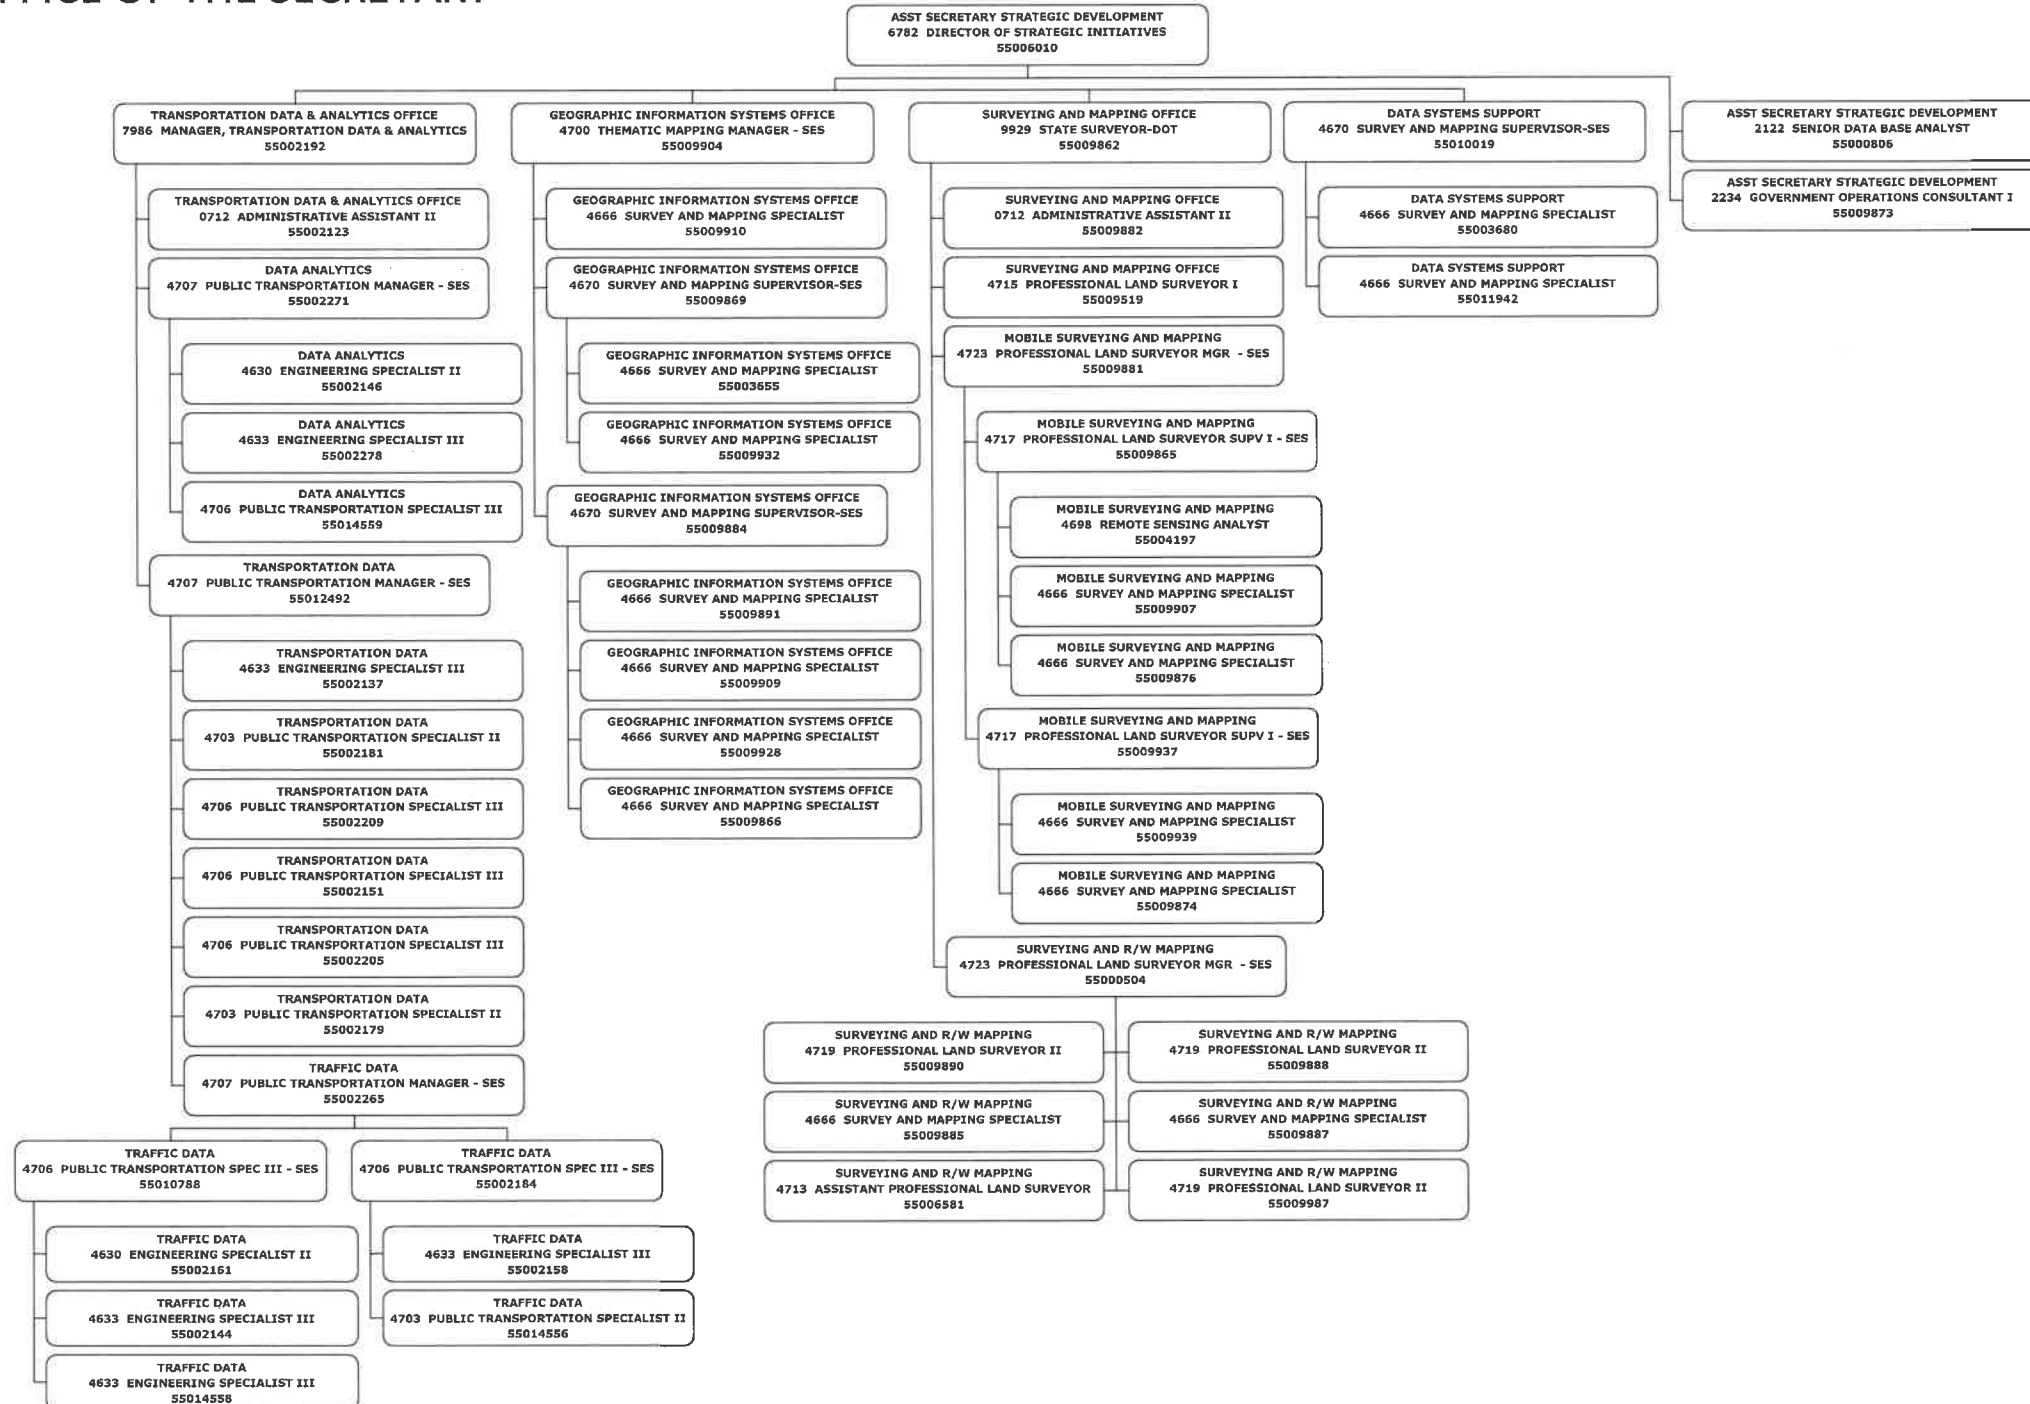 ASST SECRETARY STRATEGIC DEVELOPMENT
6782 DIRECTOR OF STRATEGIC INITIATIVES
55006010
TRANSPORTATION DATA & ANALYTICS OFFICE
7986 MANAGER, TRANSPORTATION DATA & ANALYTICS
55002192
TRANSPORTATION DATA & ANALYTICS OFFICE
0712 ADMINISTRATIVE ASSISTANT II
55002123
DATA ANALYTICS
4707 PUBLIC TRANSPORTATION MANAGER - SES
55002271
DATA ANALYTICS
4630 ENGINEERING SPECIALIST II
55002146
DATA ANALYTICS
4633 ENGINEERING SPECIALIST III
55002278
DATA ANALYTICS
4706 PUBLIC TRANSPORTATION SPECIALIST III
55014559
TRANSPORTATION DATA
4707 PUBLIC TRANSPORTATION MANAGER - SES
55012492
TRANSPORTATION DATA
4633 ENGINEERING SPECIALIST III
55002137
TRANSPORTATION DATA
4703 PUBLIC TRANSPORTATION SPECIALIST II
55002181
TRANSPORTATION DATA
4706 PUBLIC TRANSPORTATION SPECIALIST III
55002209
TRANSPORTATION DATA
4706 PUBLIC TRANSPORTATION SPECIALIST III
55002151
TRANSPORTATION DATA
4706 PUBLIC TRANSPORTATION SPECIALIST III
55002205
TRANSPORTATION DATA
4703 PUBLIC TRANSPORTATION SPECIALIST II
55002179
TRAFFIC DATA
4707 PUBLIC TRANSPORTATION MANAGER - SES
55002265
TRAFFIC DATA
4706 PUBLIC TRANSPORTATION SPEC III - SES
55010788
TRAFFIC DATA
4630 ENGINEERING SPECIALIST II
55002161
TRAFFIC DATA
4633 ENGINEERING SPECIALIST III
55002144
TRAFFIC DATA
4633 ENGINEERING SPECIALIST III
55014558
TRAFFIC DATA
4706 PUBLIC TRANSPORTATION SPEC III - SES
55002184
TRAFFIC DATA
4633 ENGINEERING SPECIALIST III
55002158
TRAFFIC DATA
4703 PUBLIC TRANSPORTATION SPECIALIST II
55014556
GEOGRAPHIC INFORMATION SYSTEMS OFFICE
4700 THEMATIC MAPPING MANAGER - SES
55009904
GEOGRAPHIC INFORMATION SYSTEMS OFFICE
4666 SURVEY AND MAPPING SPECIALIST
55009910
GEOGRAPHIC INFORMATION SYSTEMS OFFICE
4670 SURVEY AND MAPPING SUPERVISOR-SES
55009869
GEOGRAPHIC INFORMATION SYSTEMS OFFICE
4666 SURVEY AND MAPPING SPECIALIST
55003655
GEOGRAPHIC INFORMATION SYSTEMS OFFICE
4666 SURVEY AND MAPPING SPECIALIST
55009932
GEOGRAPHIC INFORMATION SYSTEMS OFFICE
4670 SURVEY AND MAPPING SUPERVISOR-SES
55009884
GEOGRAPHIC INFORMATION SYSTEMS OFFICE
4666 SURVEY AND MAPPING SPECIALIST
55009891
GEOGRAPHIC INFORMATION SYSTEMS OFFICE
4666 SURVEY AND MAPPING SPECIALIST
55009909
GEOGRAPHIC INFORMATION SYSTEMS OFFICE
4666 SURVEY AND MAPPING SPECIALIST
55009928
GEOGRAPHIC INFORMATION SYSTEMS OFFICE
4666 SURVEY AND MAPPING SPECIALIST
55009866
SURVEYING AND MAPPING OFFICE
9929 STATE SURVEYOR-DOT
55009862
SURVEYING AND MAPPING OFFICE
0712 ADMINISTRATIVE ASSISTANT II
55009882
SURVEYING AND MAPPING OFFICE
4715 PROFESSIONAL LAND SURVEYOR I
55009519
MOBILE SURVEYING AND MAPPING
4723 PROFESSIONAL LAND SURVEYOR MGR - SES
55009881
MOBILE SURVEYING AND MAPPING
4717 PROFESSIONAL LAND SURVEYOR SUPV I - SES
55009865
MOBILE SURVEYING AND MAPPING
4698 REMOTE SENSING ANALYST
55004197
MOBILE SURVEYING AND MAPPING
4666 SURVEY AND MAPPING SPECIALIST
55009907
MOBILE SURVEYING AND MAPPING
4666 SURVEY AND MAPPING SPECIALIST
55009876
MOBILE SURVEYING AND MAPPING
4717 PROFESSIONAL LAND SURVEYOR SUPV I - SES
55009937
MOBILE SURVEYING AND MAPPING
4666 SURVEY AND MAPPING SPECIALIST
55009939
MOBILE SURVEYING AND MAPPING
4666 SURVEY AND MAPPING SPECIALIST
55009874
SURVEYING AND R/W MAPPING
4723 PROFESSIONAL LAND SURVEYOR MGR - SES
55000504
SURVEYING AND R/W MAPPING
4719 PROFESSIONAL LAND SURVEYOR II
55009890
SURVEYING AND R/W MAPPING
4719 PROFESSIONAL LAND SURVEYOR II
55009888
SURVEYING AND R/W MAPPING
4666 SURVEY AND MAPPING SPECIALIST
55009885
SURVEYING AND R/W MAPPING
4666 SURVEY AND MAPPING SPECIALIST
55009887
SURVEYING AND R/W MAPPING
4713 ASSISTANT PROFESSIONAL LAND SURVEYOR
55006581
SURVEYING AND R/W MAPPING
4719 PROFESSIONAL LAND SURVEYOR II
55009987
DATA SYSTEMS SUPPORT
4670 SURVEY AND MAPPING SUPERVISOR-SES
55010019
DATA SYSTEMS SUPPORT
4666 SURVEY AND MAPPING SPECIALIST
55003680
DATA SYSTEMS SUPPORT
4666 SURVEY AND MAPPING SPECIALIST
55011942
ASST SECRETARY STRATEGIC DEVELOPMENT
2122 SENIOR DATA BASE ANALYST
55000806
ASST SECRETARY STRATEGIC DEVELOPMENT
2234 GOVERNMENT OPERATIONS CONSULTANT I
55009873